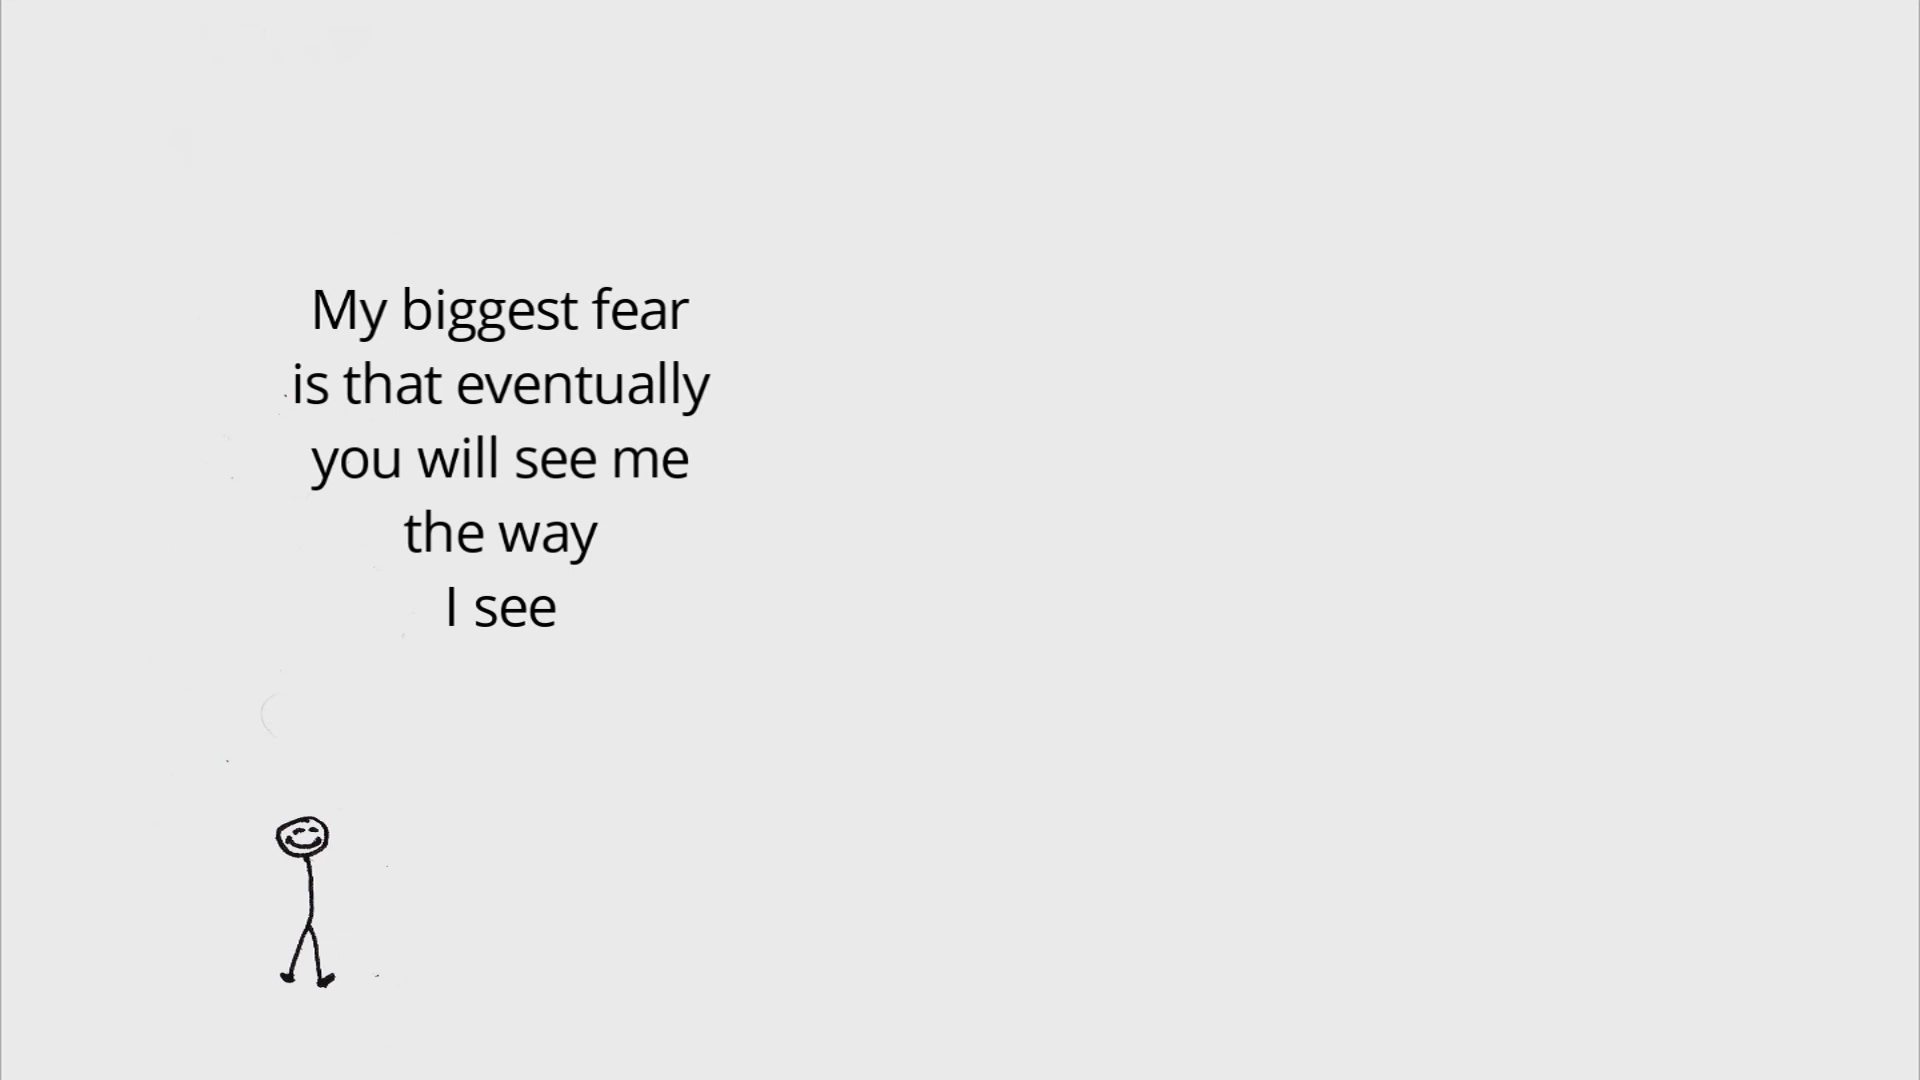 My biggest fear
is that eventually
you will see me
the way
I see